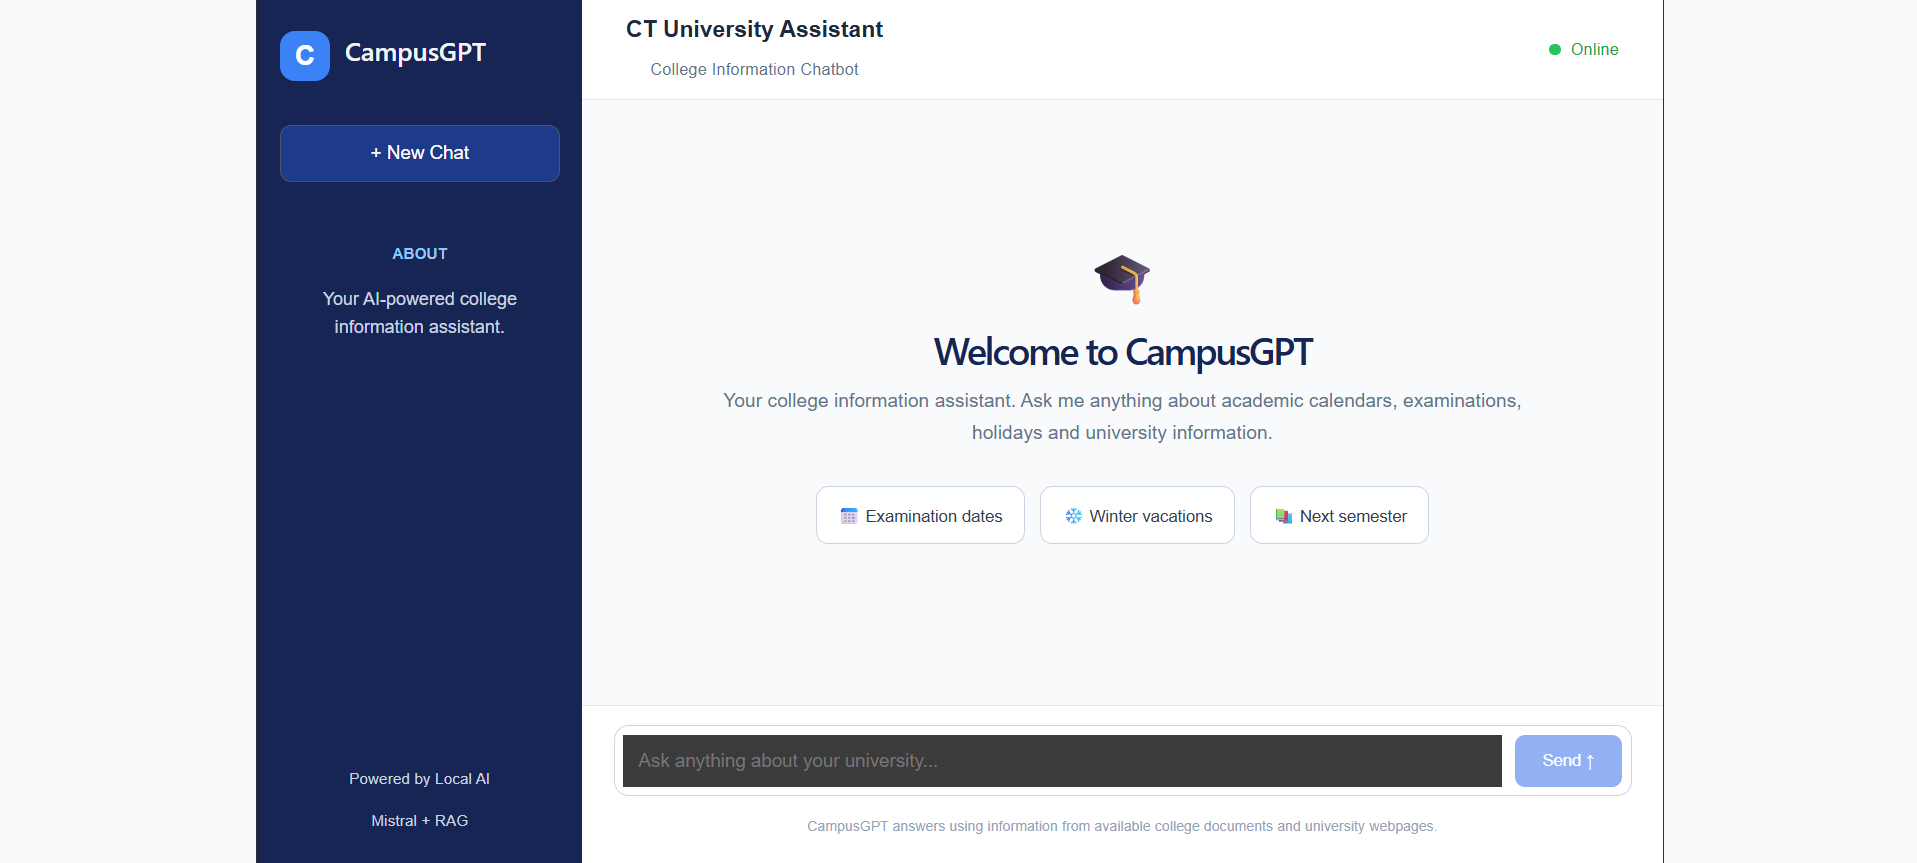 C
CampusGPT
+ New Chat
ABOUT
Your AI-powered college
information assistant.
Powered by Local AI
Mistral + RAG
CT University Assistant
College Information Chatbot
Online
Welcome to CampusGPT
Your college information assistant. Ask me anything about academic calendars, examinations,
holidays and university information.
Examination dates
Winter vacations
Next semester
Ask anything about your university...
Send ↑
CampusGPT answers using information from available college documents and university webpages.